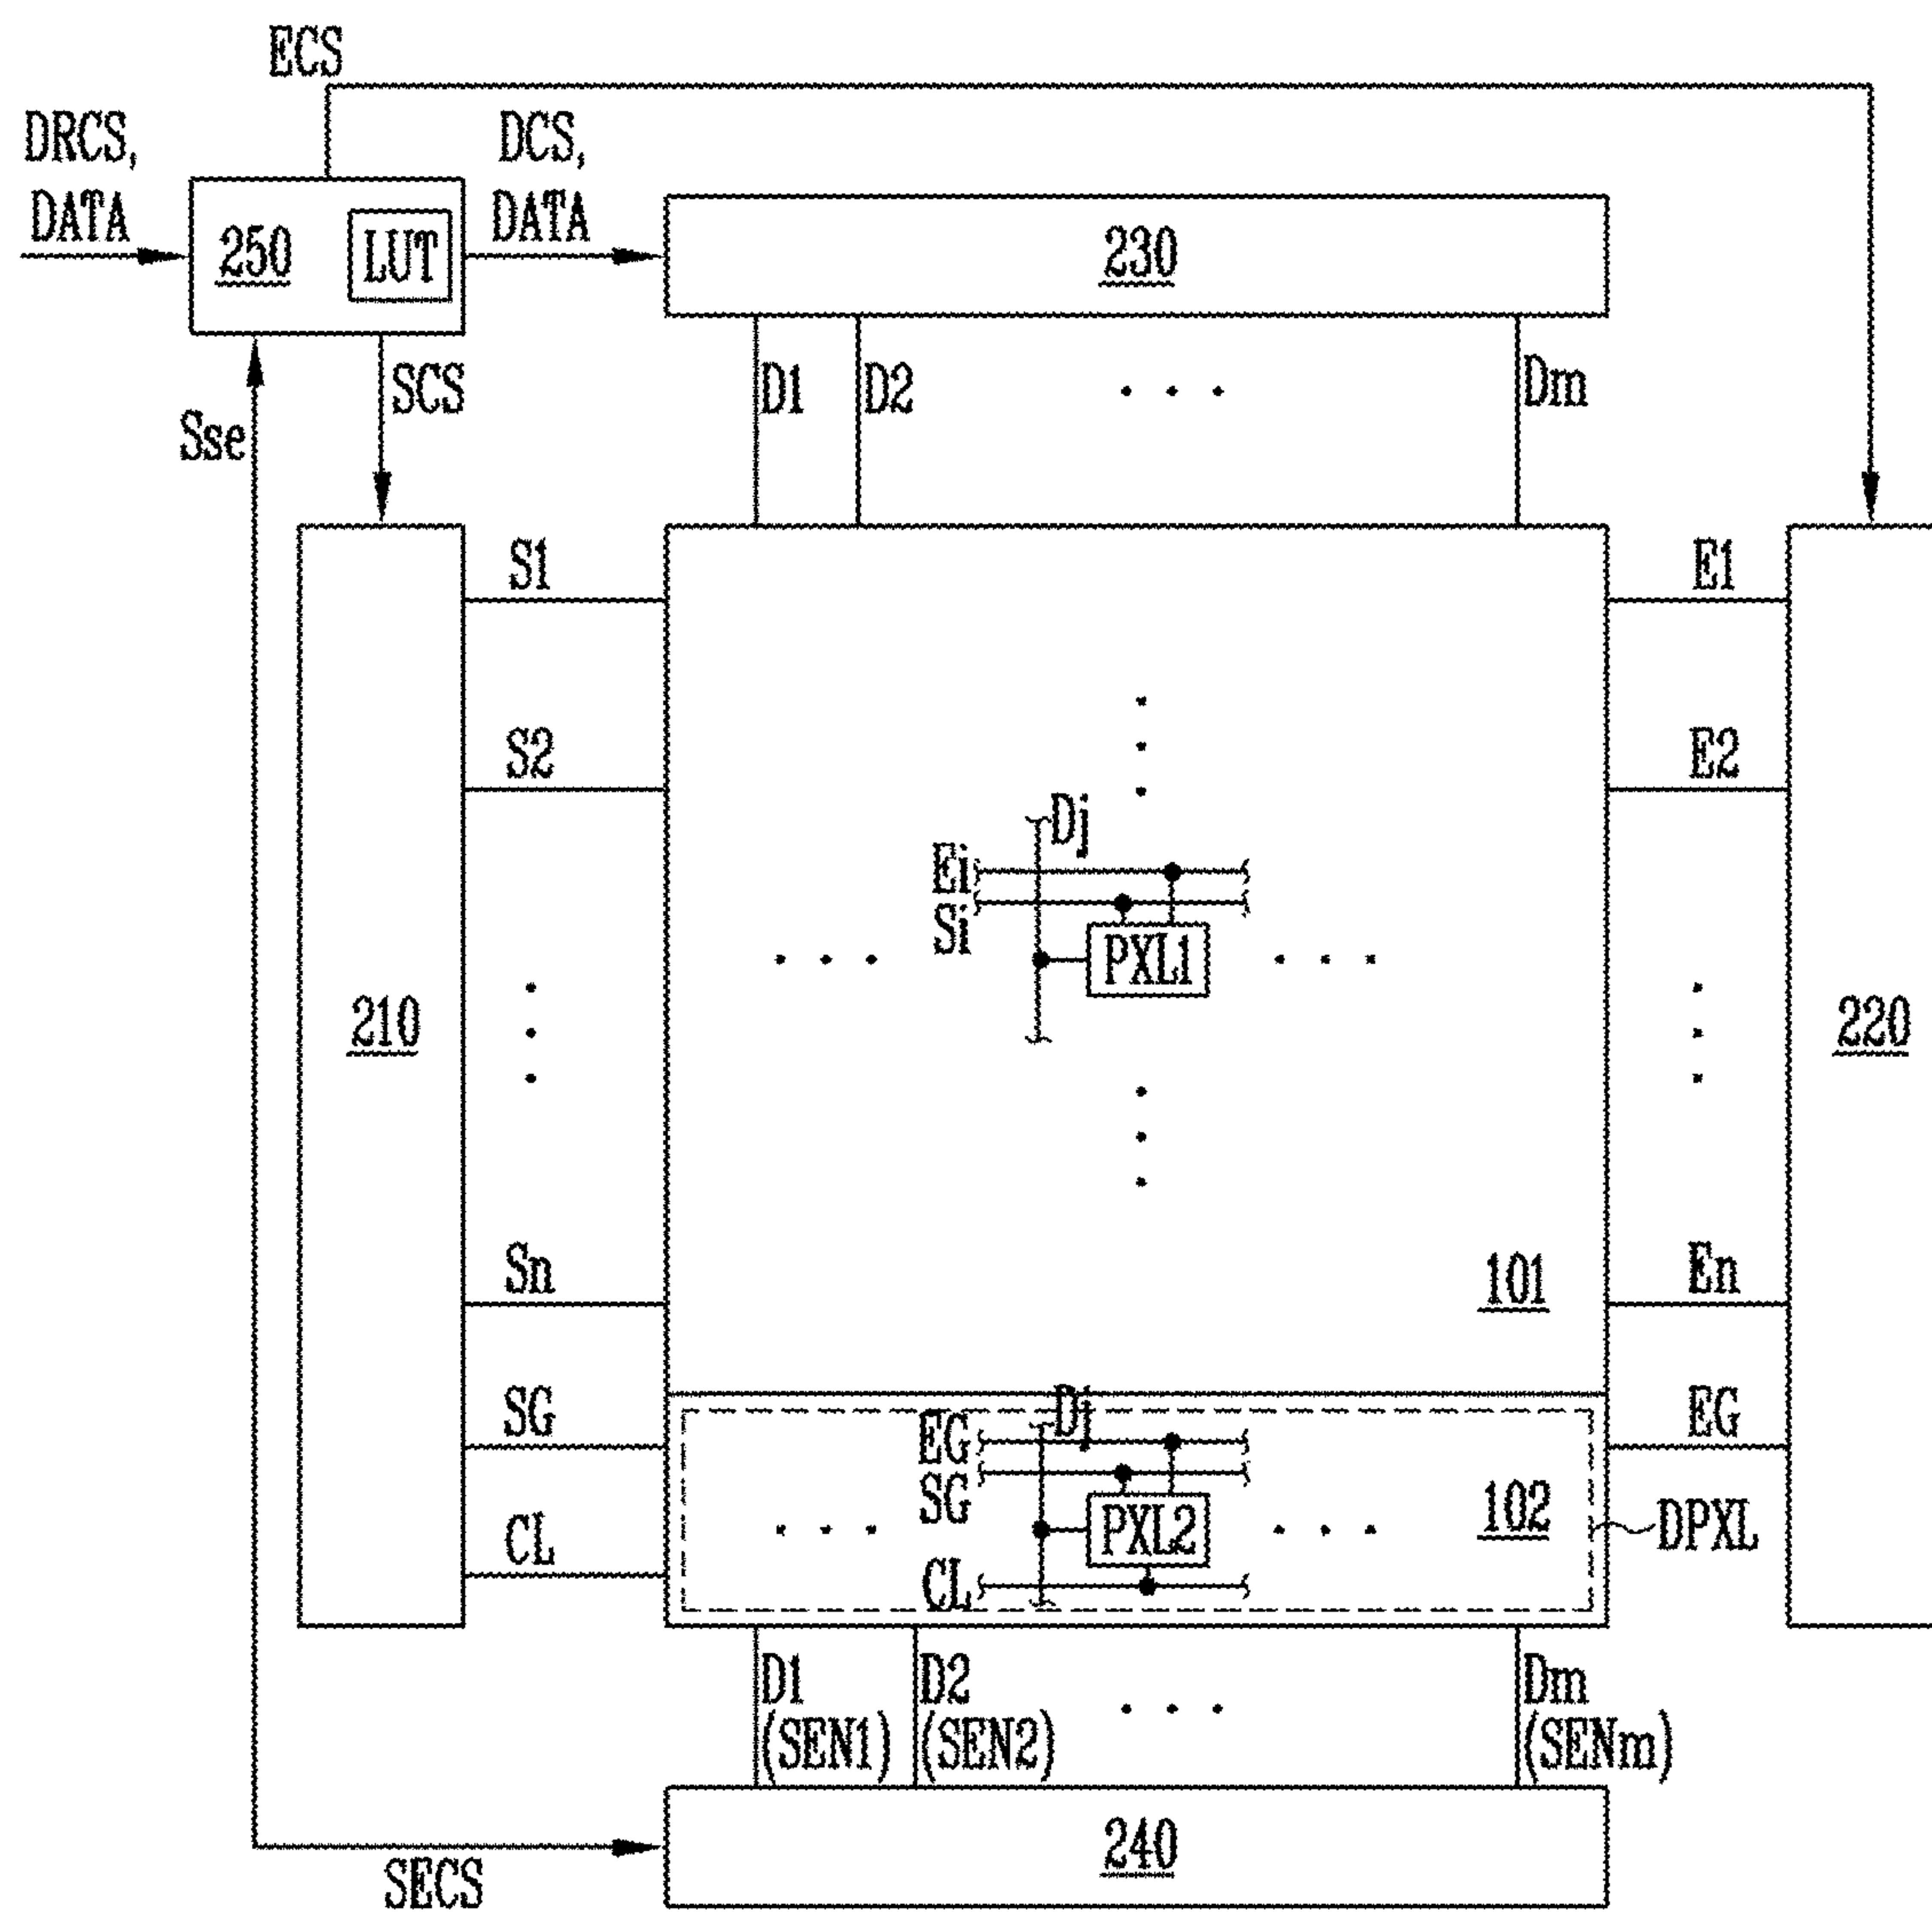 ECS
DRCS,
DATA
DCS,
DATA
250
LUT
230
Sse
SCS
D1
D2
Dm
S1
E1
S2
E2
Dj
Ei
Si
PXL1
210
220
Sn
101
En
SG
Dj
EG
EG
SG
CL
PXL2
102
DPXL
CL
D1
(SEN1)
D2
(SEN2)
Dm
(SENm)
240
SECS